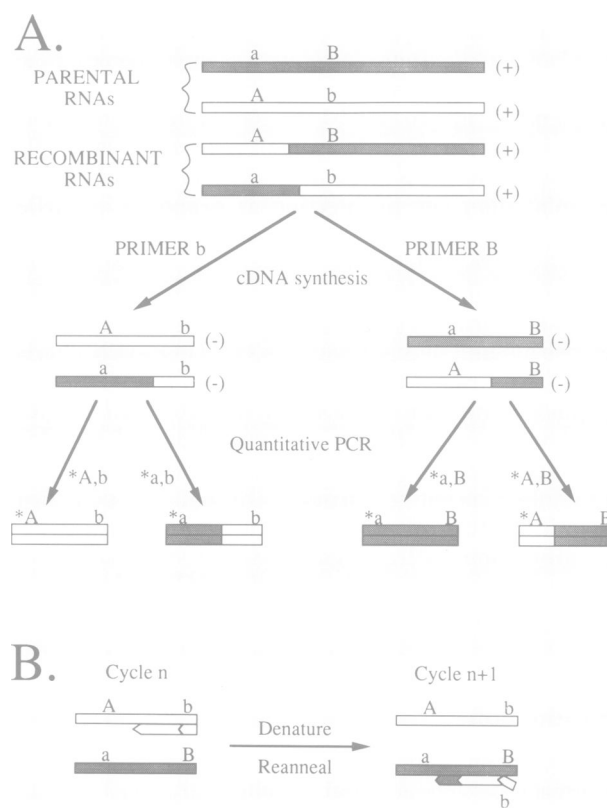 A.
a B
PARENTAL
RNAs
(+)
A b
(+)
RECOMBINANT
RNAs
A B
(+)
a b
(+)
PRIMER b
PRIMER B
cDNA synthesis
A b
(-)
a b
(-)
a B
(-)
A B
(-)
Quantitative PCR
*A,b
*a,b
*a,B
*A,B
*A b
*a b
*a B
*A B
B.
Cycle n
Cycle n+1
A b
A b
Denature
Reanneal
a B
a B
b